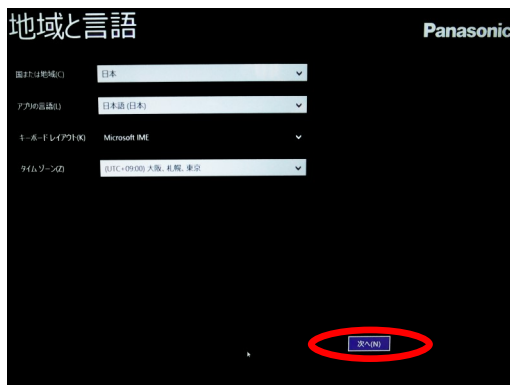 地域と言語
Panasonic
国または地域(C)
日本
アプリの言語(L)
日本語 (日本)
キーボード レイアウト(K)
Microsoft IME
タイム ゾーン(Z)
(UTC+09:00) 大阪、札幌、東京
次へ(N)